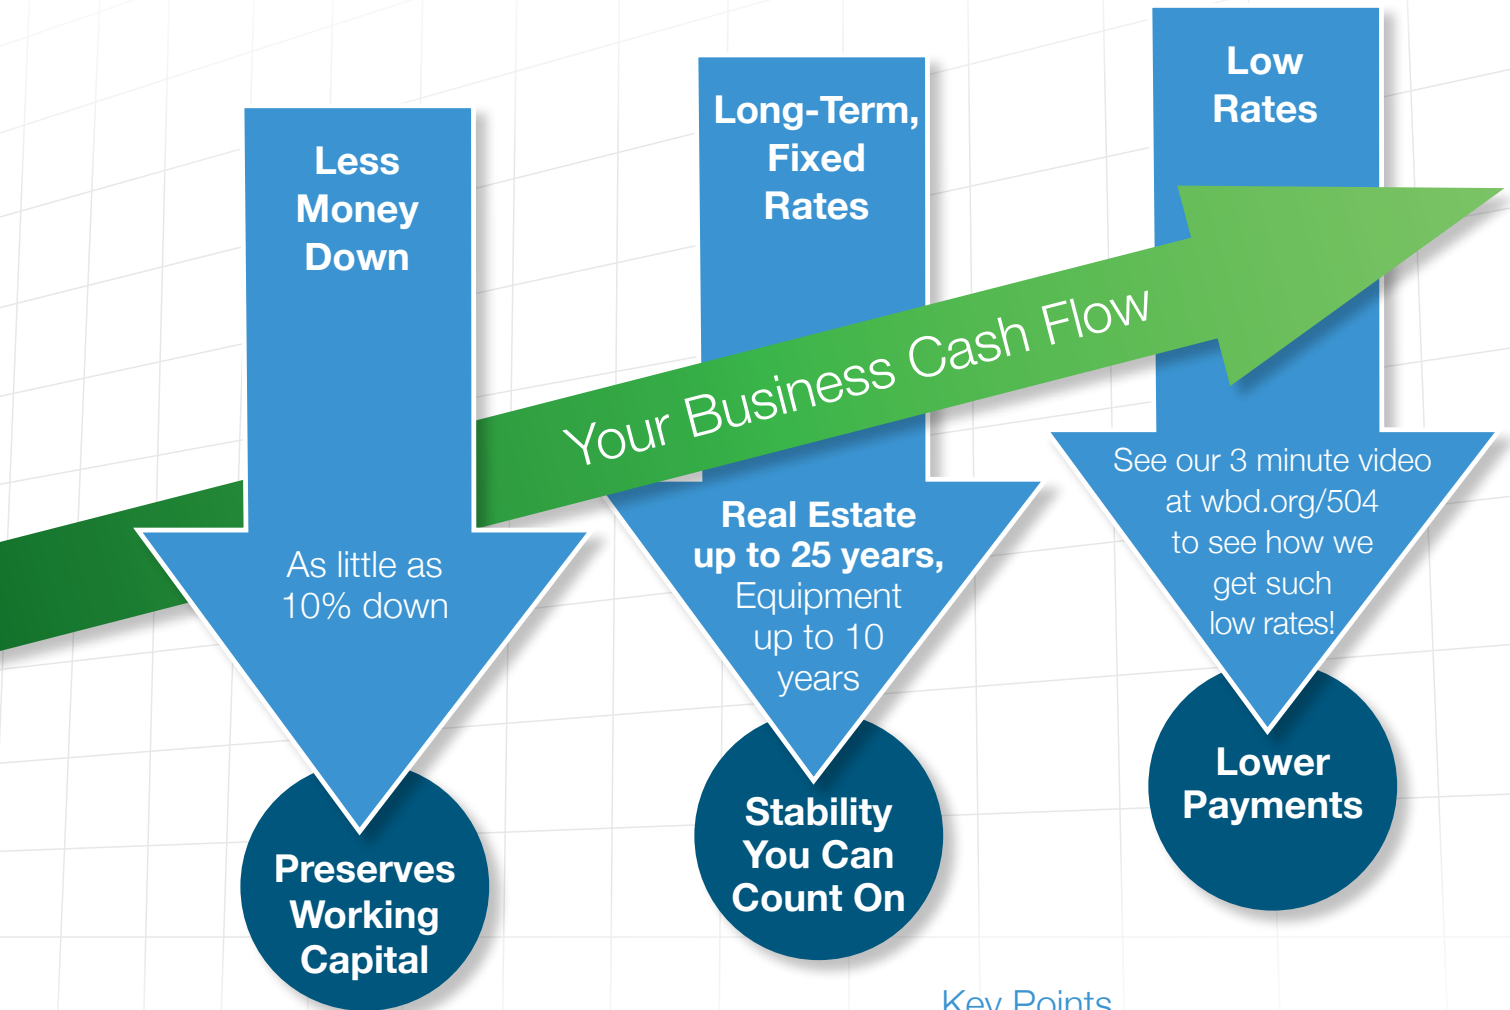 Less
Money
Down
As little as
10% down
Preserves
Working
Capital
Long-Term,
Fixed
Rates
Real Estate
up to 25 years,
Equipment
up to 10
years
Stability
You Can
Count On
Low
Rates
See our 3 minute video
at wbd.org/504
to see how we
get such
low rates!
Lower
Payments
Your Business Cash Flow
Key Points